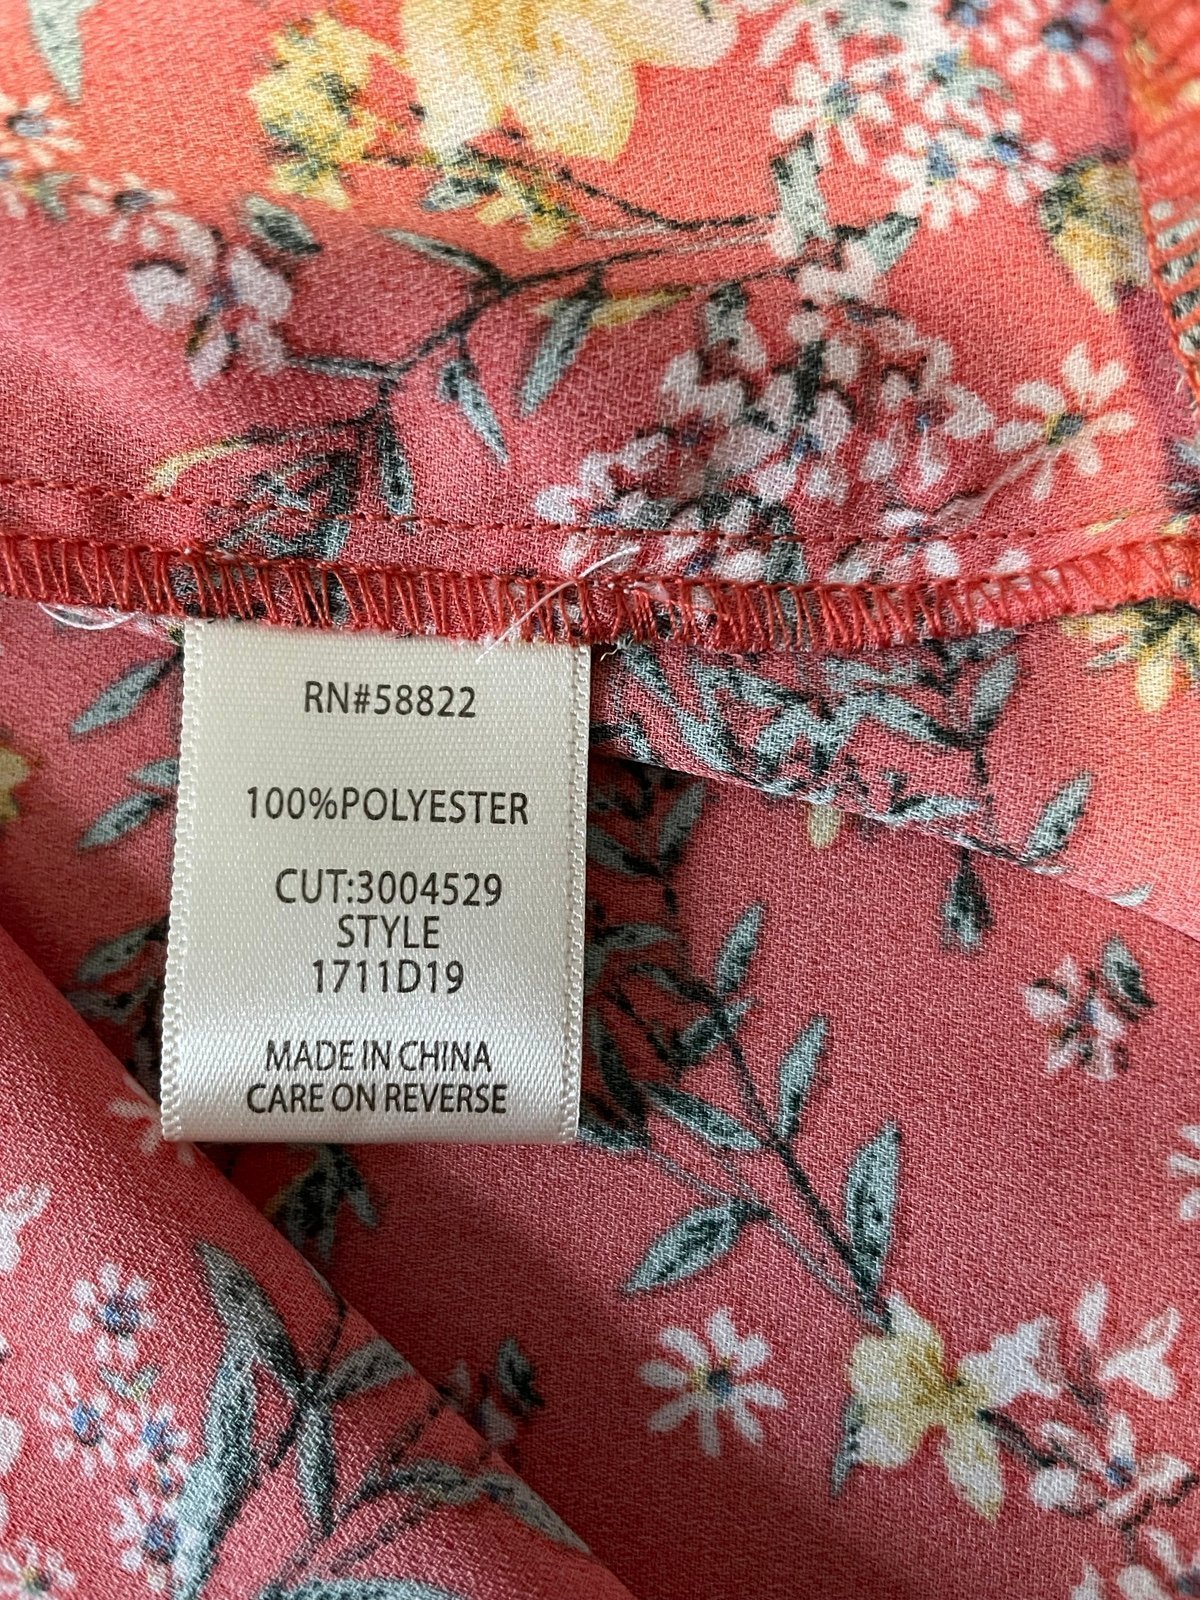 RN#58822
100%POLYESTER
CUT:3004529
STYLE
1711D19
MADE IN CHINA
CARE ON REVERSE